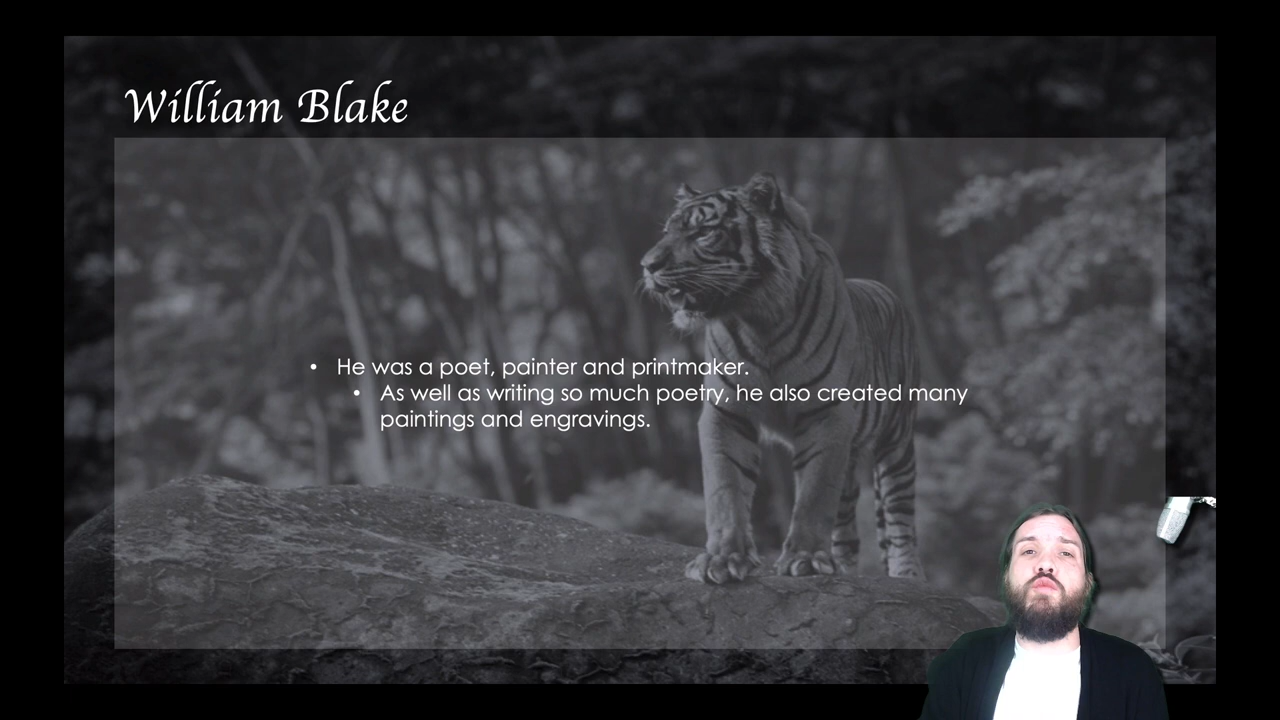 William Blake
• He was a poet, painter and printmaker.
• As well as writing so much poetry, he also created many
paintings and engravings.